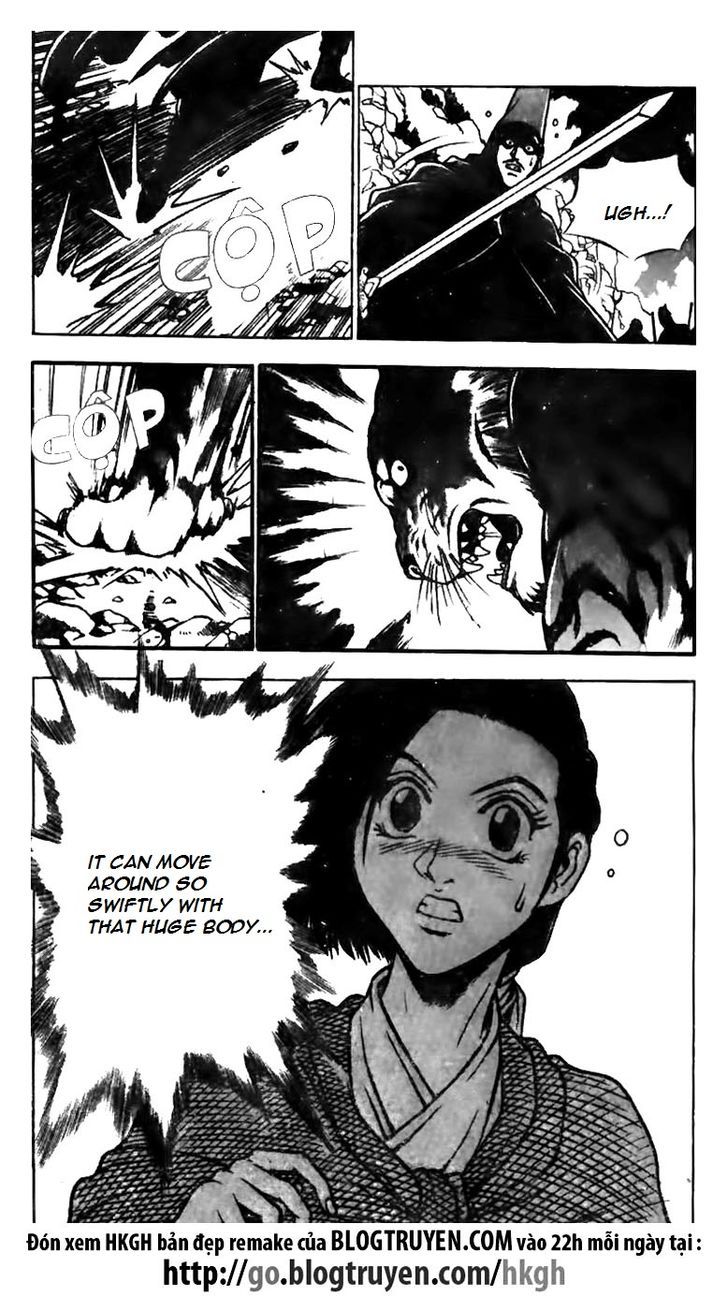 CỘP
UGH...!
CỘP
IT CAN MOVE
AROUND SO
SWIFTLY WITH
THAT HUGE BODY...
Đón xem HKGH bản đẹp remake của BLOGTRUYEN.COM vào 22h mỗi ngày tại :
http://go.blogtruyen.com/hkgh